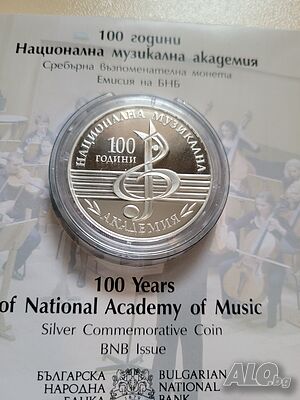 100 години
Национална музикална академия
Сребърна възпоменателна монета
Емисия на БНБ
НАЦИОНАЛНА МУЗИКАЛНА
100
ГОДИНИ
АКАДЕМИЯ
100 Years
of National Academy of Music
Silver Commemorative Coin
BNB Issue
БЪЛГАРСКА
НАРОДНА
БАНКА
BULGARIAN
NATIONAL
BANK
ALO.bg